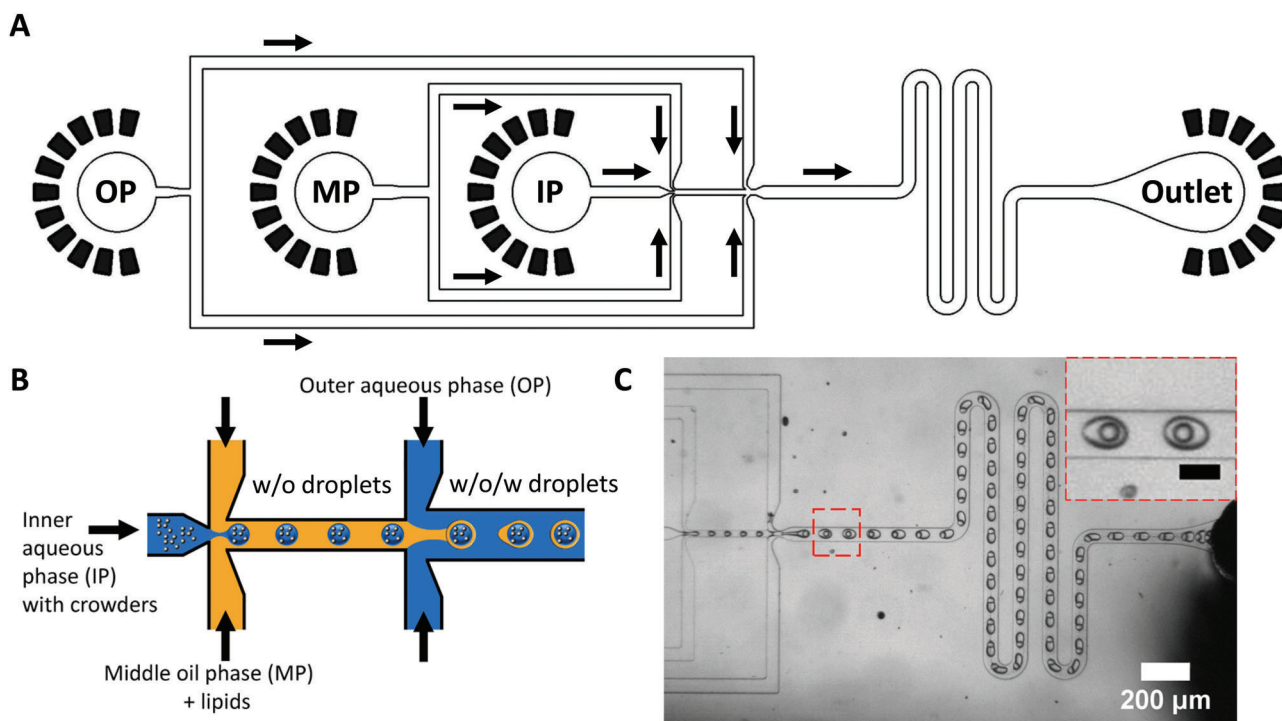 A
OP
MP
IP
Outlet
B
Outer aqueous phase (OP)
w/o droplets
w/o/w droplets
Inner
aqueous
phase (IP)
with crowders
Middle oil phase (MP)
+ lipids
C
200 µm